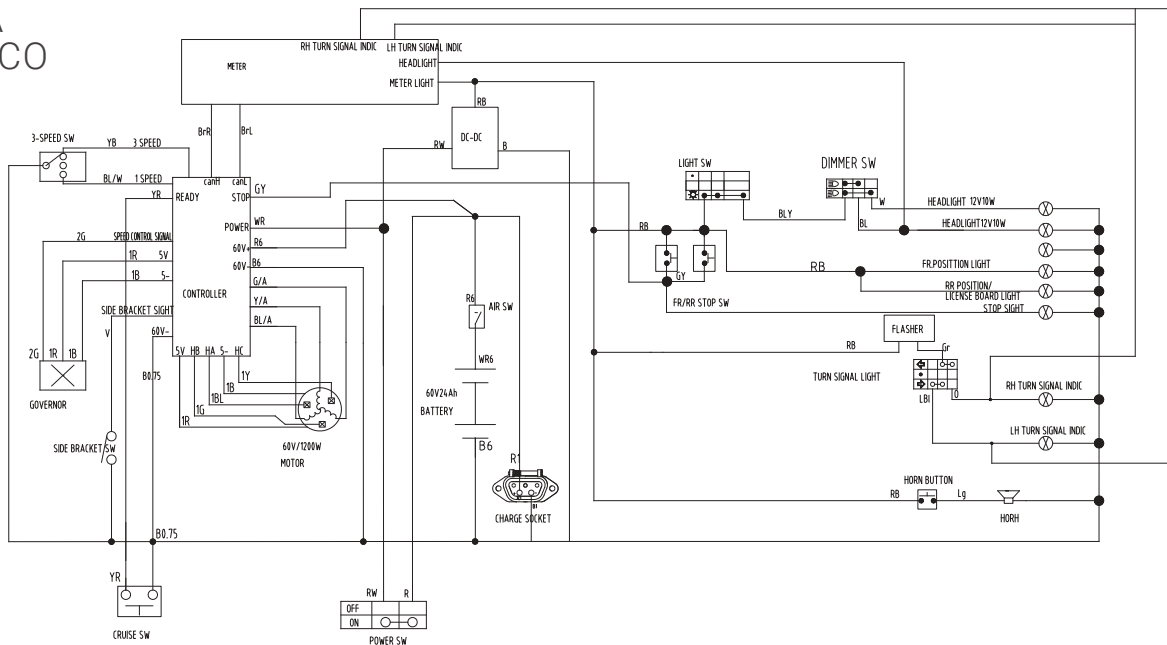 A
CO
RH TURN SIGNAL INDIC LH TURN SIGNAL INDIC
METER
HEADLIGHT
METER LIGHT
RB
BrR
BrL
DC-DC
RW
B
3-SPEED SW
YB 3 SPEED
BL/W 1 SPEED
YR
canH canL
READY
STOP
GY
POWER
WR
2G SPEED CONTROL SIGNAL
60V+
R6
1R 5V
60V-
B6
1B 5-
G/A
CONTROLLER
Y/A
SIDE BRACKET SIGHT
BL/A
V
60V-
5V HB HA 5- HC
2G 1R 1B
B0.75
1Y
1B
1BL
1G
1R
GOVERNOR
SIDE BRACKET SW
60V/1200W
MOTOR
R6
AIR SW
WR6
60V24Ah
BATTERY
B6
R1
B1
CHARGE SOCKET
LIGHT SW
DIMMER SW
W
HEADLIGHT 12V10W
BLY
BL
HEADLIGHT12V10W
RB
GY
RB
FR.POSITTION LIGHT
RR POSITION/
LICENSE BOARD LIGHT
FR/RR STOP SW
STOP SIGHT
FLASHER
RB
Gr
TURN SIGNAL LIGHT
LBl
O
RH TURN SIGNAL INDIC
LH TURN SIGNAL INDIC
HORN BUTTON
RB
Lg
HORH
B0.75
YR
CRUISE SW
RW R
OFF
ON
POWER SW